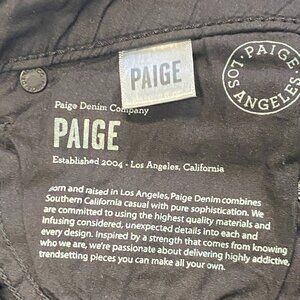 PAIGE
PAIGE
LOS ANGELES
Paige Denim Company
PAIGE
Established 2004 · Los Angeles, California
Born and raised in Los Angeles, Paige Denim combines
Southern California casual with pure sophistication. We
are committed to using the highest quality materials and
infusing considered, unexpected details into each and
every design. Inspired by a strength that comes from knowing
who we are, we're passionate about delivering highly addictive,
trendsetting pieces you can make all your own.